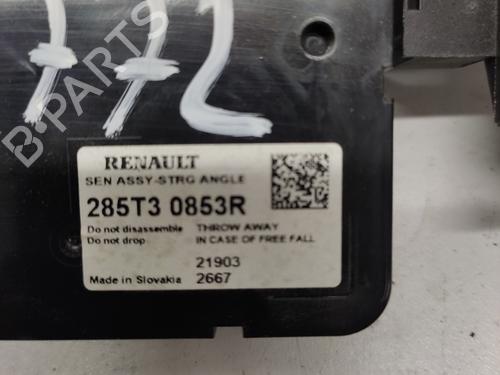 772
B-PARTS
RENAULT
SEN ASSY-STRG ANGLE
285T3 0853R
Do not disassemble THROW AWAY
Do not drop IN CASE OF FREE FALL
21903
Made in Slovakia 2667